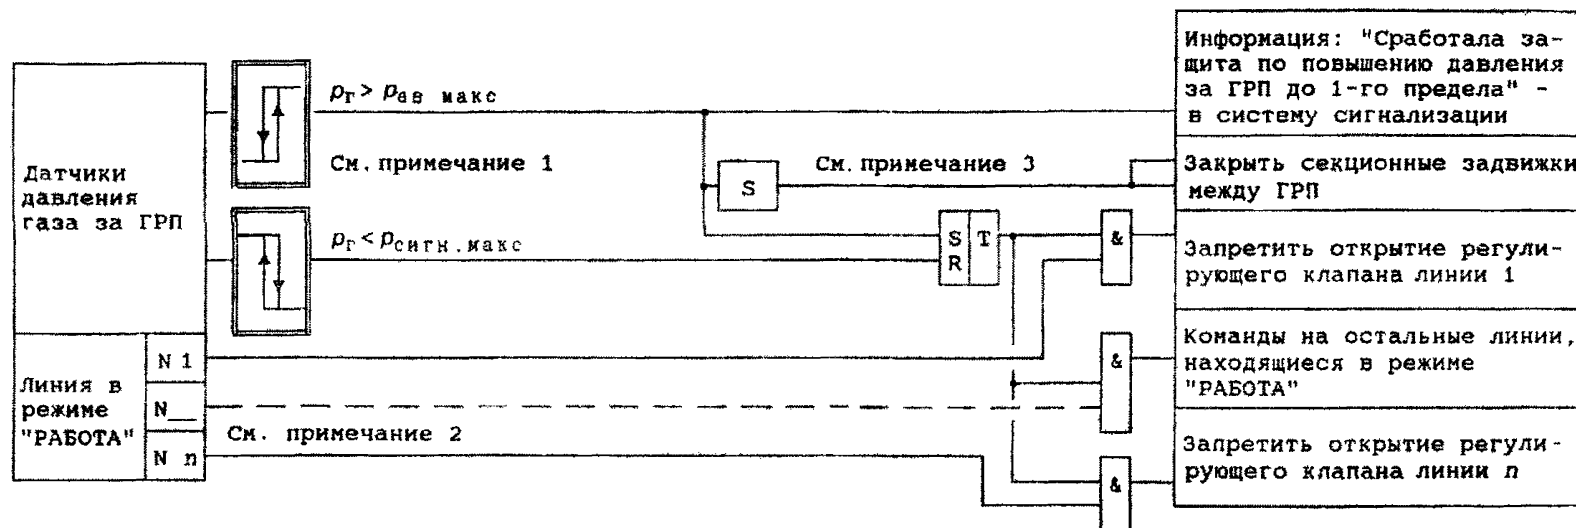 Датчики
давления
газа за ГРП
Линия в
режиме
"РАБОТА"
N 1
N__
N n
pг > pав макс
См. примечание 1
pг < pсигн.макс
См. примечание 2
S
См. примечание 3
S T
R
&
&
&
Информация: "Сработала за-
щита по повышению давления
за ГРП до 1-го предела" -
в систему сигнализации
Закрыть секционные задвижки
между ГРП
Запретить открытие регули-
рующего клапана линии 1
Команды на остальные линии,
находящиеся в режиме
"РАБОТА"
Запретить открытие регули-
рующего клапана линии n